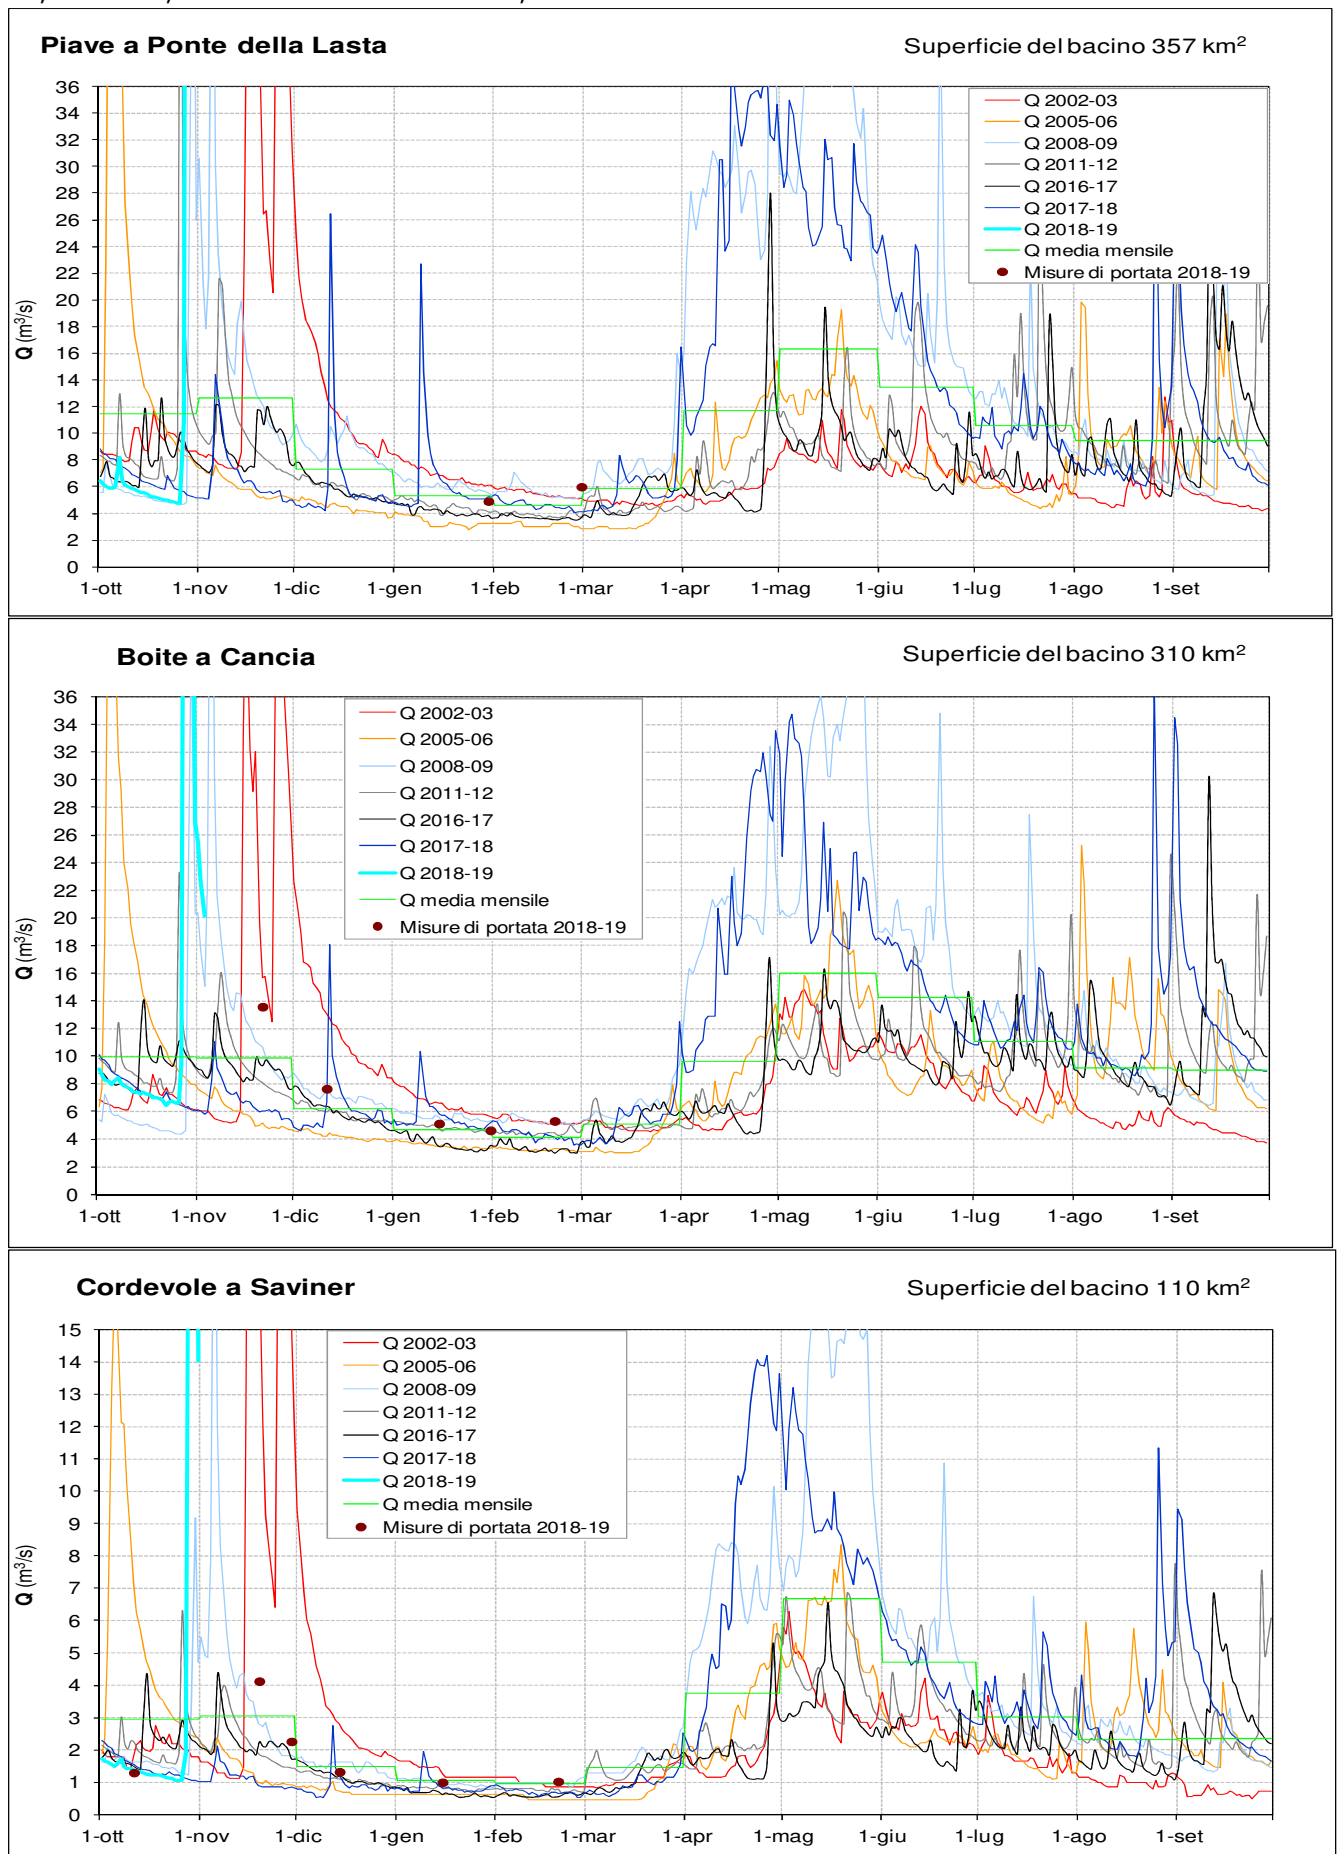 Piave a Ponte della Lasta
Superficie del bacino 357 km²
36
34
32
30
28
26
24
22
20
18
16
14
12
10
8
6
4
2
0
Q (m³/s)
Q 2002-03
Q 2005-06
Q 2008-09
Q 2011-12
Q 2016-17
Q 2017-18
Q 2018-19
Q media mensile
Misure di portata 2018-19
1-ott 1-nov 1-dic 1-gen 1-feb 1-mar 1-apr 1-mag 1-giu 1-lug 1-ago 1-set
Boite a Cancia
Superficie del bacino 310 km²
36
34
32
30
28
26
24
22
20
18
16
14
12
10
8
6
4
2
0
Q (m³/s)
Q 2002-03
Q 2005-06
Q 2008-09
Q 2011-12
Q 2016-17
Q 2017-18
Q 2018-19
Q media mensile
Misure di portata 2018-19
1-ott 1-nov 1-dic 1-gen 1-feb 1-mar 1-apr 1-mag 1-giu 1-lug 1-ago 1-set
Cordevole a Saviner
Superficie del bacino 110 km²
15
14
13
12
11
10
9
8
7
6
5
4
3
2
1
0
Q (m³/s)
Q 2002-03
Q 2005-06
Q 2008-09
Q 2011-12
Q 2016-17
Q 2017-18
Q 2018-19
Q media mensile
Misure di portata 2018-19
1-ott 1-nov 1-dic 1-gen 1-feb 1-mar 1-apr 1-mag 1-giu 1-lug 1-ago 1-set